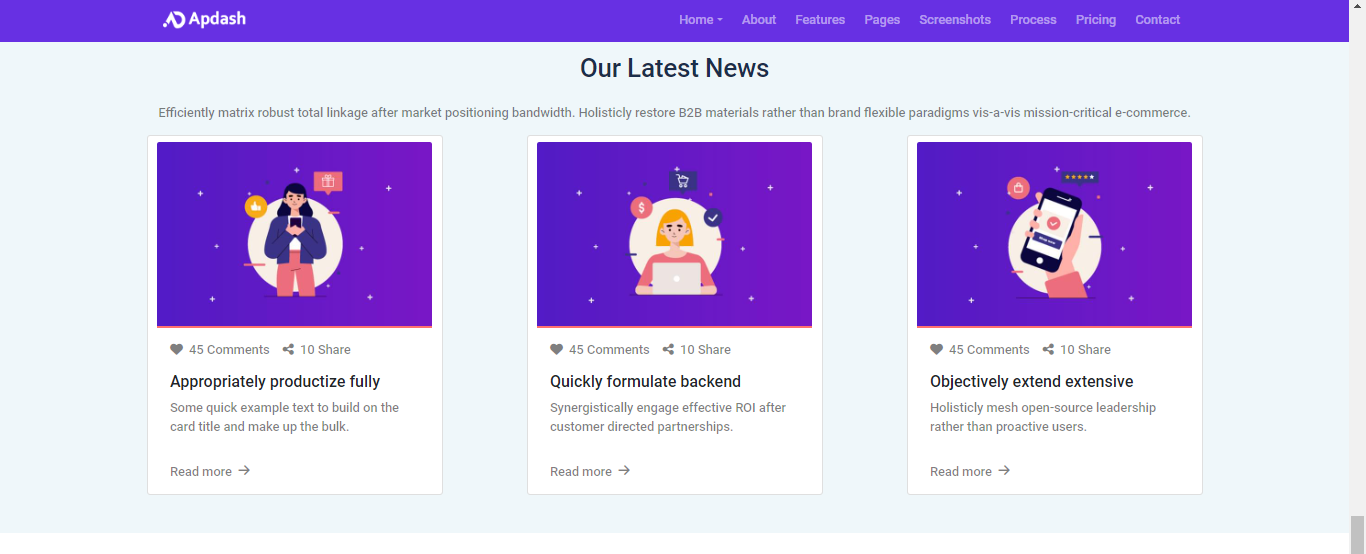 Apdash
Home About Features Pages Screenshots Process Pricing Contact
Our Latest News
Efficiently matrix robust total linkage after market positioning bandwidth. Holisticly restore B2B materials rather than brand flexible paradigms vis-a-vis mission-critical e-commerce.
45 Comments 10 Share
Appropriately productize fully
Some quick example text to build on the
card title and make up the bulk.
Read more →
45 Comments 10 Share
Quickly formulate backend
Synergistically engage effective ROI after
customer directed partnerships.
Read more →
$
45 Comments 10 Share
Objectively extend extensive
Holisticly mesh open-source leadership
rather than proactive users.
Read more →